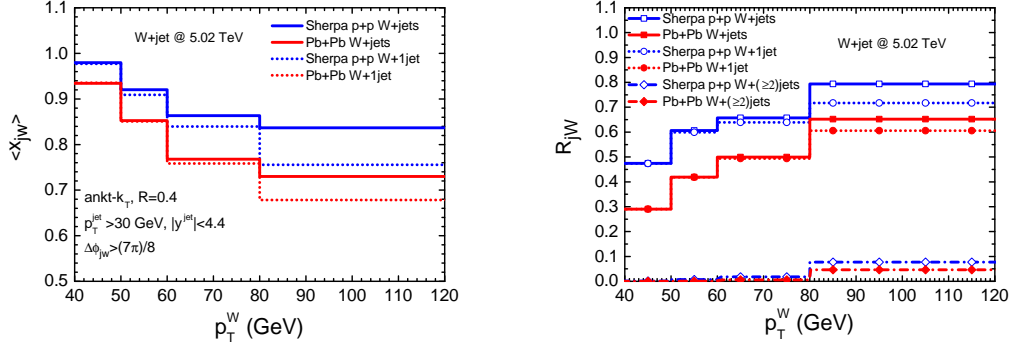 W+jet @ 5.02 TeV
Sherpa p+p W+jets
Pb+Pb W+jets
Sherpa p+p W+1jet
Pb+Pb W+1jet
1.1
1.0
0.9
0.8
0.7
0.6
0.5
<x_jW>
ankt-k_T, R=0.4
p_T^jet >30 GeV, |y^jet|<4.4
Δϕ_jw>(7π)/8
40 50 60 70 80 90 100 110 120
p_T^W (GeV)
Sherpa p+p W+jets
Pb+Pb W+jets
Sherpa p+p W+1jet
Pb+Pb W+1jet
Sherpa p+p W+(≥2)jets
Pb+Pb W+(≥2)jets
W+jet @ 5.02 TeV
1.1
1.0
0.9
0.8
0.7
0.6
0.5
0.4
0.3
0.2
0.1
0.0
R_jW
40 50 60 70 80 90 100 110 120
p_T^W (GeV)